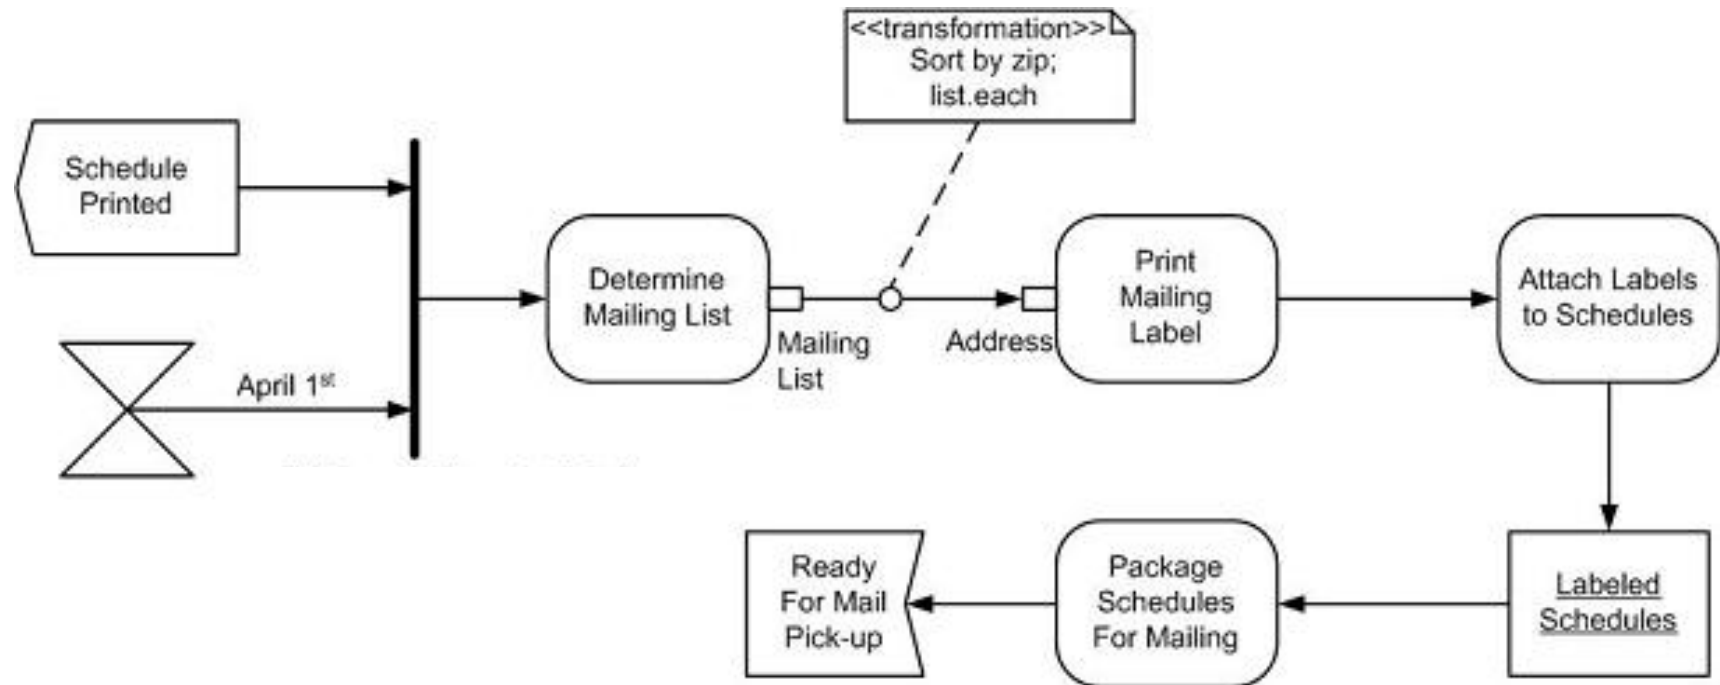 <<transformation>>
Sort by zip;
list.each
Schedule
Printed
April 1st
Determine
Mailing List
Mailing
List
Address
Print
Mailing
Label
Attach Labels
to Schedules
Labeled
Schedules
Package
Schedules
For Mailing
Ready
For Mail
Pick-up